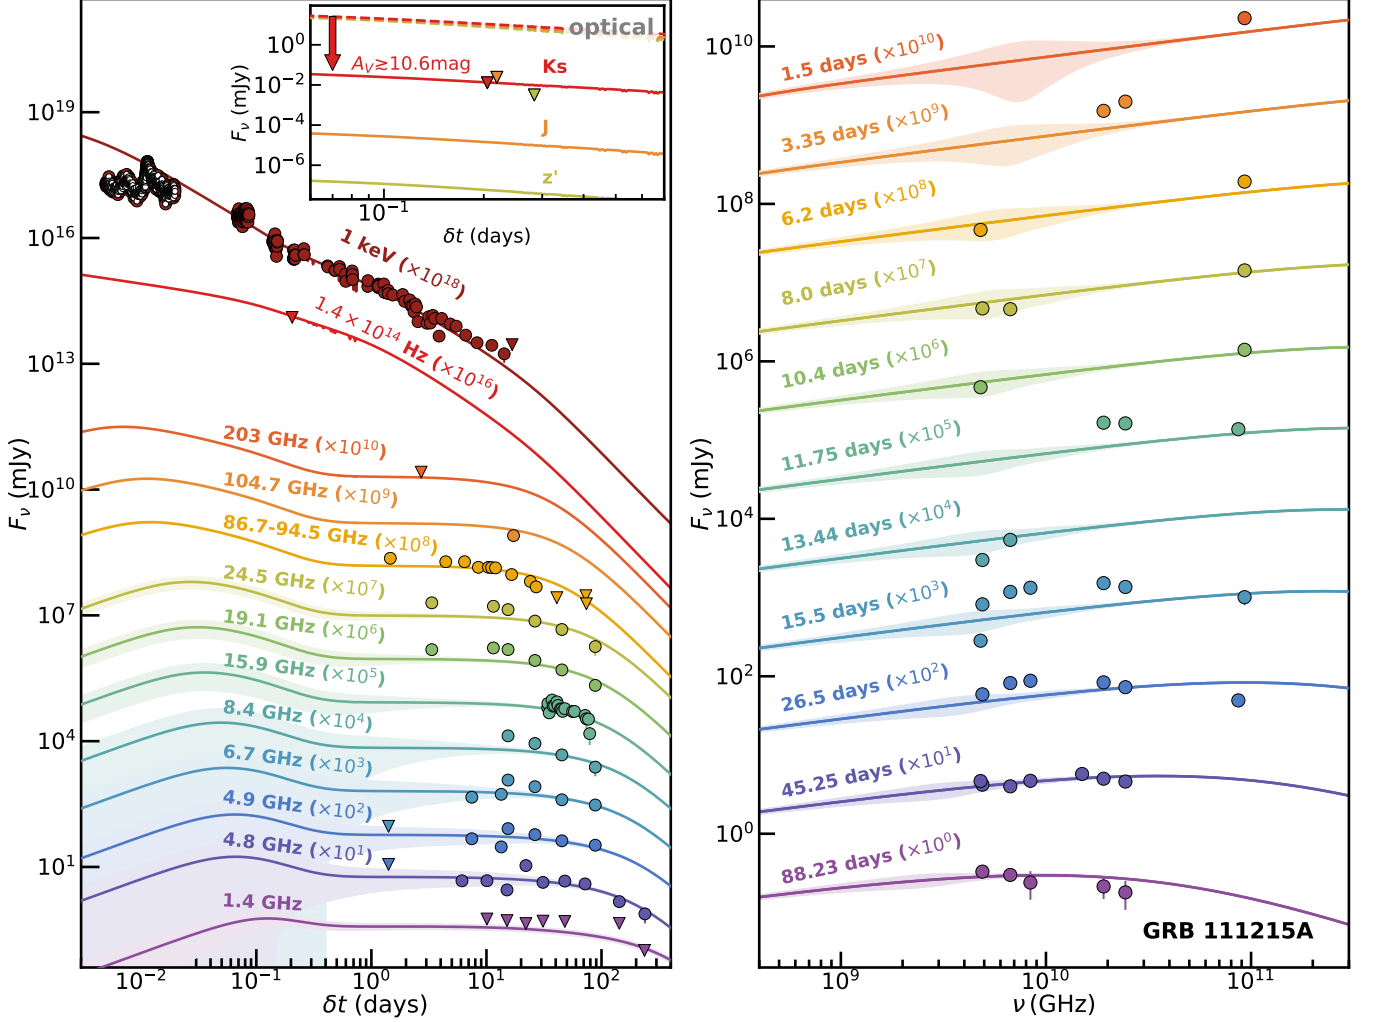 10^19
10^16
10^13
10^10
10^7
10^4
10^1
F_ν (mJy)
10^−2
10^−1
10^0
10^1
10^2
δt (days)
1 keV (×10^18)
1.4 × 10^14 Hz (×10^16)
203 GHz (×10^10)
104.7 GHz (×10^9)
86.7-94.5 GHz (×10^8)
24.5 GHz (×10^7)
19.1 GHz (×10^6)
15.9 GHz (×10^5)
8.4 GHz (×10^4)
6.7 GHz (×10^3)
4.9 GHz (×10^2)
4.8 GHz (×10^1)
1.4 GHz
optical
10^0
10^−2
10^−4
10^−6
F_ν (mJy)
A_V≳10.6mag
Ks
J
z'
10^−1
δt (days)
10^10
10^8
10^6
10^4
10^2
10^0
F_ν (mJy)
1.5 days (×10^10)
3.35 days (×10^9)
6.2 days (×10^8)
8.0 days (×10^7)
10.4 days (×10^6)
11.75 days (×10^5)
13.44 days (×10^4)
15.5 days (×10^3)
26.5 days (×10^2)
45.25 days (×10^1)
88.23 days (×10^0)
GRB 111215A
10^9
10^10
10^11
ν (GHz)